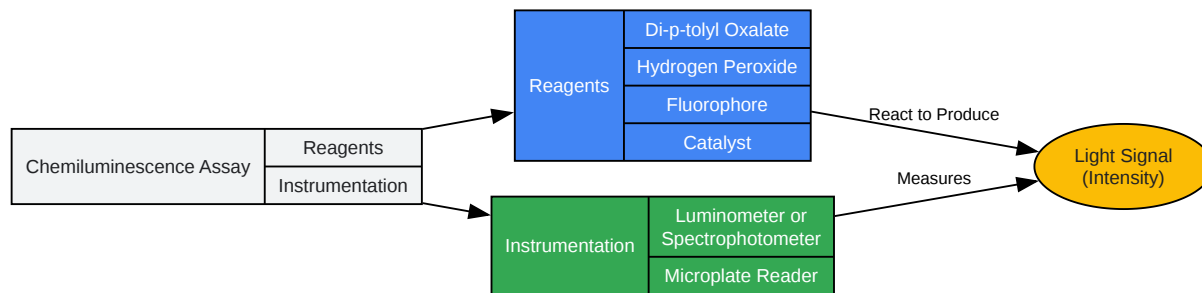 Chemiluminescence Assay
Reagents
Instrumentation
Reagents
Di-p-tolyl Oxalate
Hydrogen Peroxide
Fluorophore
Catalyst
Instrumentation
Luminometer or
Spectrophotometer
Microplate Reader
React to Produce
Measures
Light Signal
(Intensity)